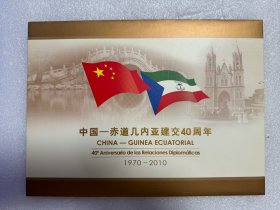 中国—赤道几内亚建交40周年
CHINA — GUINEA ECUATORIAL
40º Aniversario de las Relaciones Diplomáticas
1970－2010